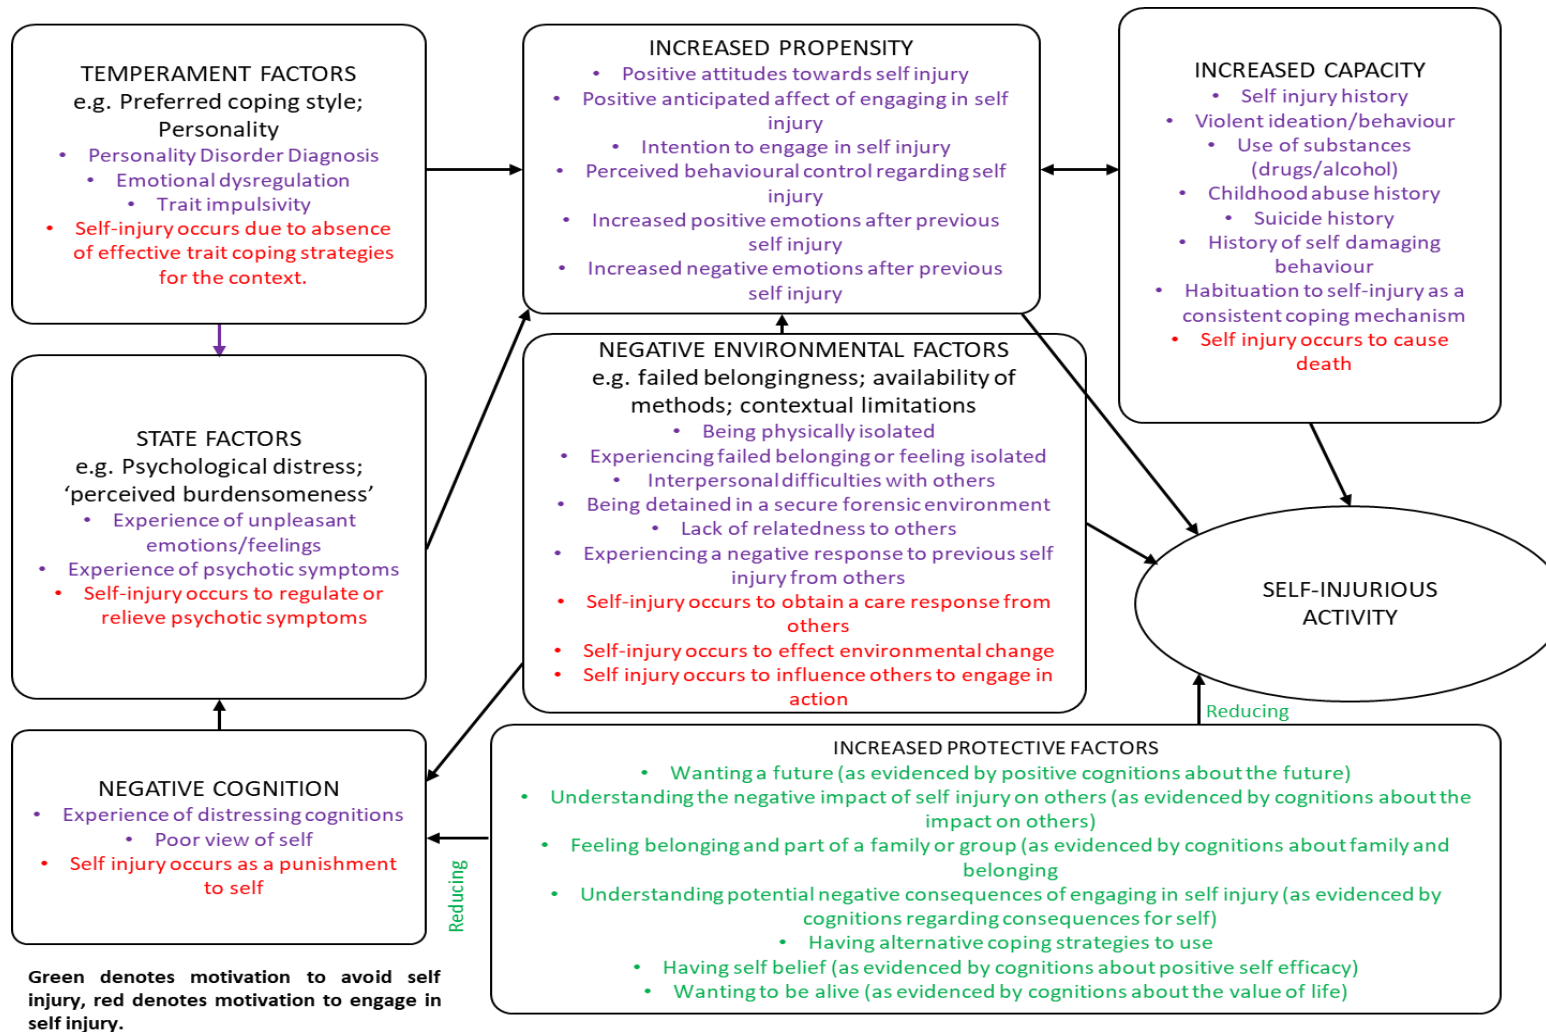 TEMPERAMENT FACTORS
e.g. Preferred coping style;
Personality
• Personality Disorder Diagnosis
• Emotional dysregulation
• Trait impulsivity
• Self-injury occurs due to absence
of effective trait coping strategies
for the context.
INCREASED PROPENSITY
• Positive attitudes towards self injury
• Positive anticipated affect of engaging in self
injury
• Intention to engage in self injury
• Perceived behavioural control regarding self
injury
• Increased positive emotions after previous
self injury
• Increased negative emotions after previous
self injury
INCREASED CAPACITY
• Self injury history
• Violent ideation/behaviour
• Use of substances
(drugs/alcohol)
• Childhood abuse history
• Suicide history
• History of self damaging
behaviour
• Habituation to self-injury as a
consistent coping mechanism
• Self injury occurs to cause
death
STATE FACTORS
e.g. Psychological distress;
‘perceived burdensomeness’
• Experience of unpleasant
emotions/feelings
• Experience of psychotic symptoms
• Self-injury occurs to regulate or
relieve psychotic symptoms
NEGATIVE ENVIRONMENTAL FACTORS
e.g. failed belongingness; availability of
methods; contextual limitations
• Being physically isolated
• Experiencing failed belonging or feeling isolated
• Interpersonal difficulties with others
• Being detained in a secure forensic environment
• Lack of relatedness to others
• Experiencing a negative response to previous self
injury from others
• Self-injury occurs to obtain a care response from
others
• Self-injury occurs to effect environmental change
• Self injury occurs to influence others to engage in
action
SELF-INJURIOUS
ACTIVITY
Reducing
NEGATIVE COGNITION
• Experience of distressing cognitions
• Poor view of self
• Self injury occurs as a punishment
to self
Reducing
INCREASED PROTECTIVE FACTORS
• Wanting a future (as evidenced by positive cognitions about the future)
• Understanding the negative impact of self injury on others (as evidenced by cognitions about the
impact on others)
• Feeling belonging and part of a family or group (as evidenced by cognitions about family and
belonging
• Understanding potential negative consequences of engaging in self injury (as evidenced by
cognitions regarding consequences for self)
• Having alternative coping strategies to use
• Having self belief (as evidenced by cognitions about positive self efficacy)
• Wanting to be alive (as evidenced by cognitions about the value of life)
Green denotes motivation to avoid self
injury, red denotes motivation to engage in
self injury.